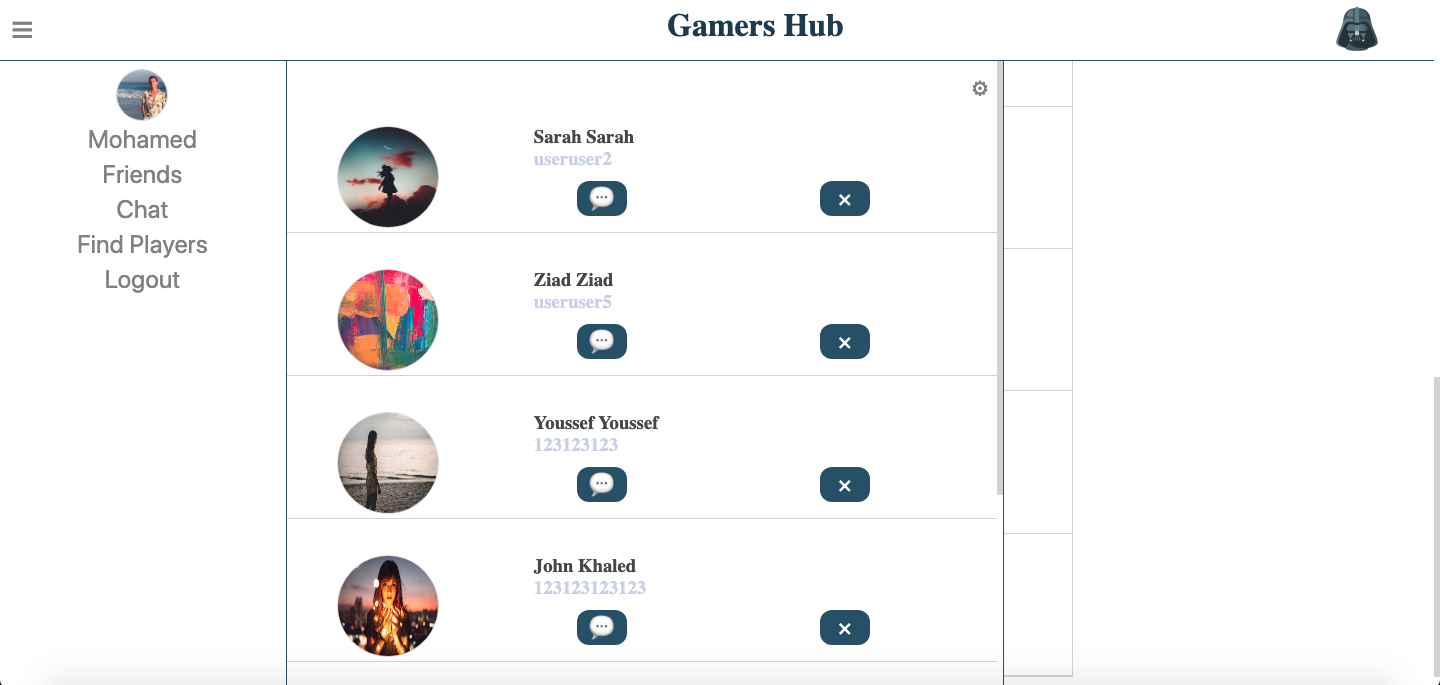 Gamers Hub
Mohamed
Friends
Chat
Find Players
Logout
Sarah Sarah
useruser2
Ziad Ziad
useruser5
Youssef Youssef
123123123
John Khaled
123123123123